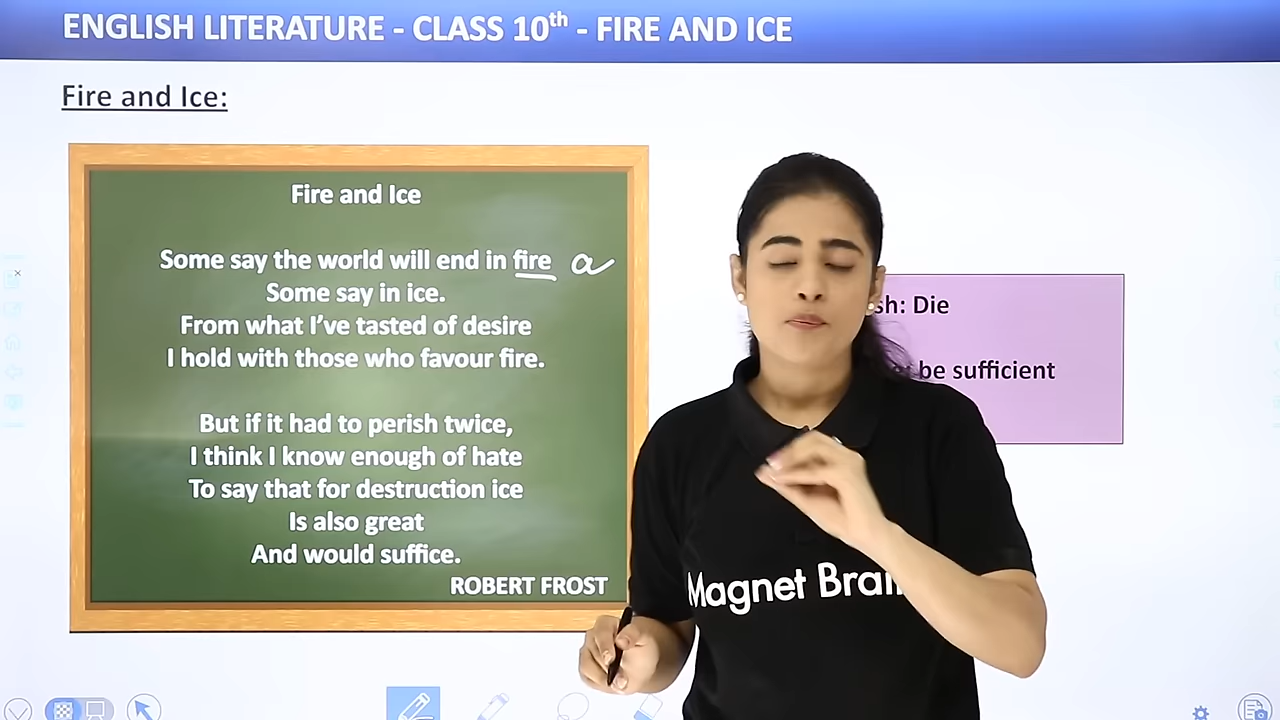 ENGLISH LITERATURE - CLASS 10th - FIRE AND ICE
Fire and Ice:
Fire and Ice
Some say the world will end in fire a
Some say in ice.
From what I've tasted of desire
I hold with those who favour fire.
But if it had to perish twice,
I think I know enough of hate
To say that for destruction ice
Is also great
And would suffice.
ROBERT FROST
Die
be sufficient
Magnet